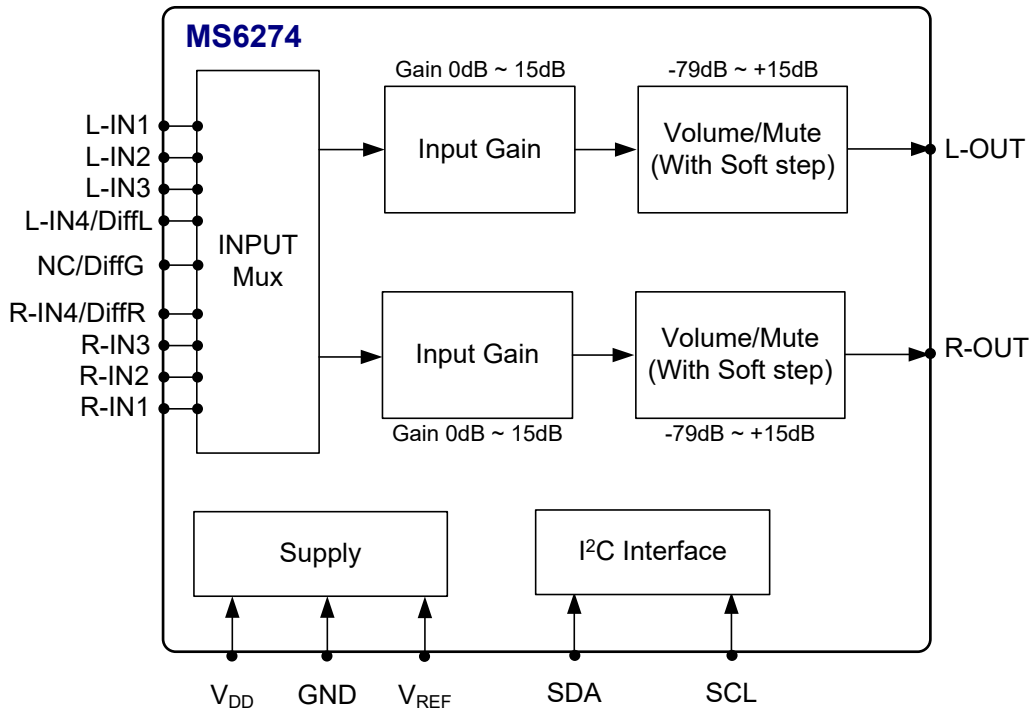 MS6274
Gain 0dB ~ 15dB
-79dB ~ +15dB
L-IN1
L-IN2
L-IN3
L-IN4/DiffL
NC/DiffG
R-IN4/DiffR
R-IN3
R-IN2
R-IN1
INPUT
Mux
Input Gain
Volume/Mute
(With Soft step)
L-OUT
Input Gain
Volume/Mute
(With Soft step)
R-OUT
Gain 0dB ~ 15dB
-79dB ~ +15dB
Supply
I²C Interface
V_DD
GND
V_REF
SDA
SCL